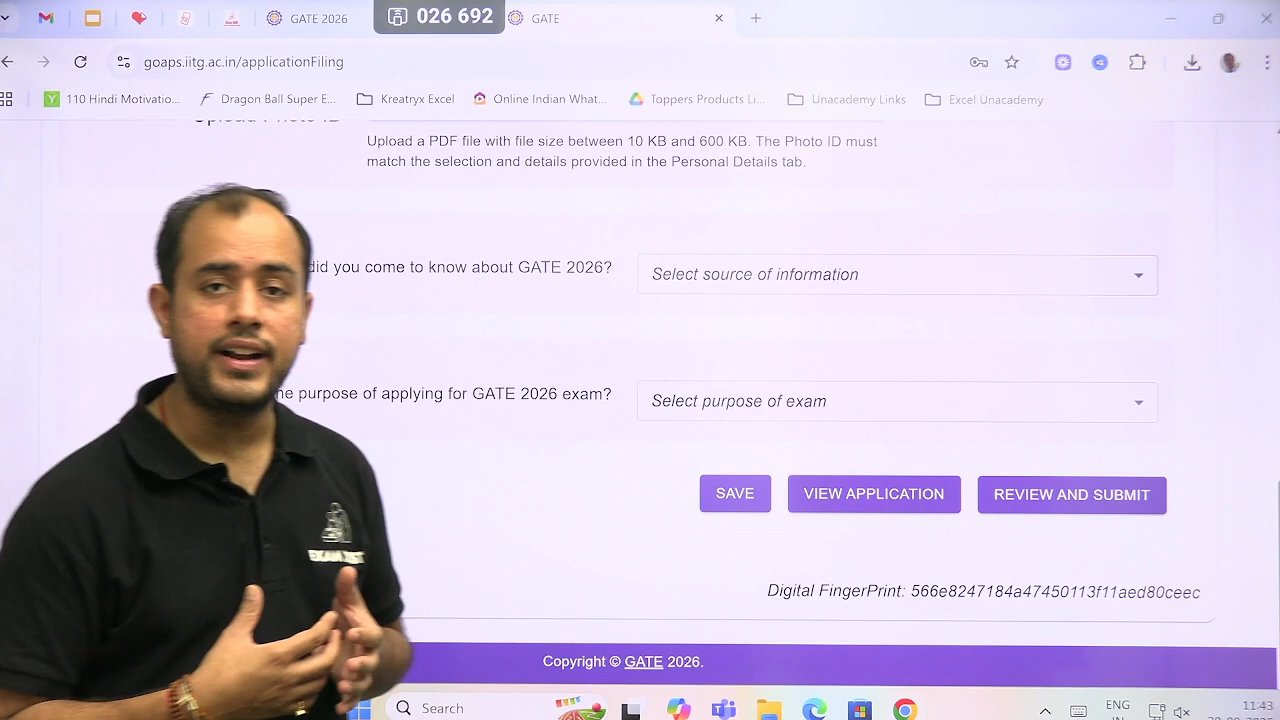 GATE 2026
026 692
GATE
goaps.iitg.ac.in/applicationFiling
110 Hindi Motivatio...
Dragon Ball Super E...
Kreatryx Excel
Online Indian What...
Toppers Products Li...
Unacademy Links
Excel Unacademy
Upload Photo ID
Upload a PDF file with file size between 10 KB and 600 KB. The Photo ID must
match the selection and details provided in the Personal Details tab.
did you come to know about GATE 2026?
Select source of information
purpose of applying for GATE 2026 exam?
Select purpose of exam
SAVE
VIEW APPLICATION
REVIEW AND SUBMIT
Digital FingerPrint: 566e8247184a47450113f11aed80ceec
Copyright © GATE 2026.
Search
ENG
IN
11:43